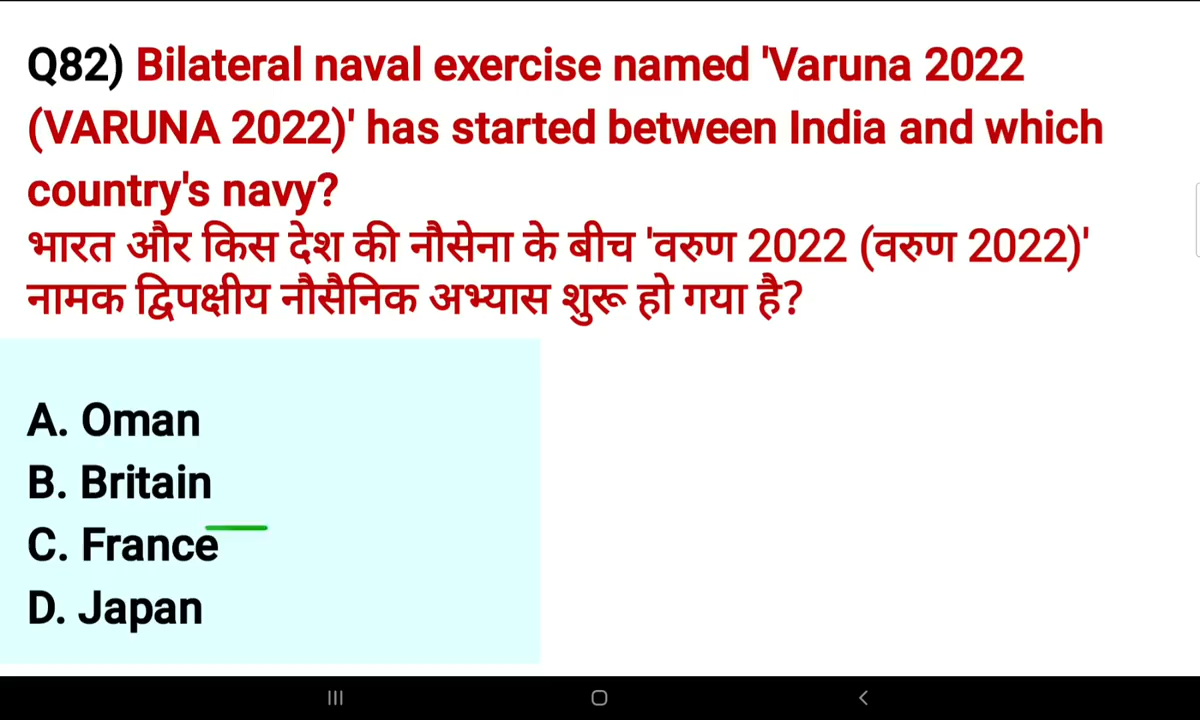 Q82) Bilateral naval exercise named 'Varuna 2022
(VARUNA 2022)' has started between India and which
country's navy?
भारत और किस देश की नौसेना के बीच 'वरुण 2022 (वरुण 2022)'
नामक द्विपक्षीय नौसैनिक अभ्यास शुरू हो गया है?
A. Oman
B. Britain
C. France
D. Japan